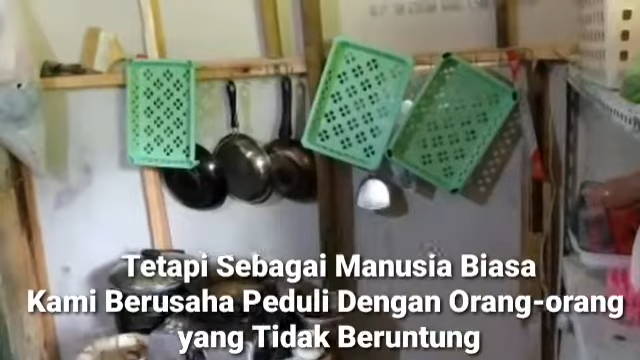 Tetapi Sebagai Manusia Biasa
Kami Berusaha Peduli Dengan Orang-orang
yang Tidak Beruntung